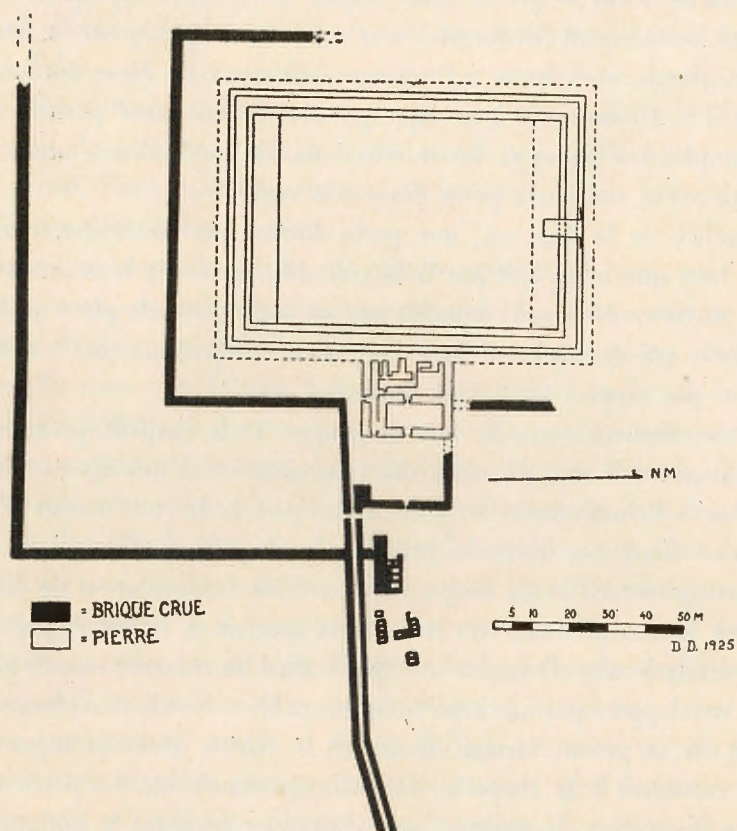 NM
= BRIQUE CRUE
= PIERRE
5 10 20 30 40 50 M
D. D. 1925